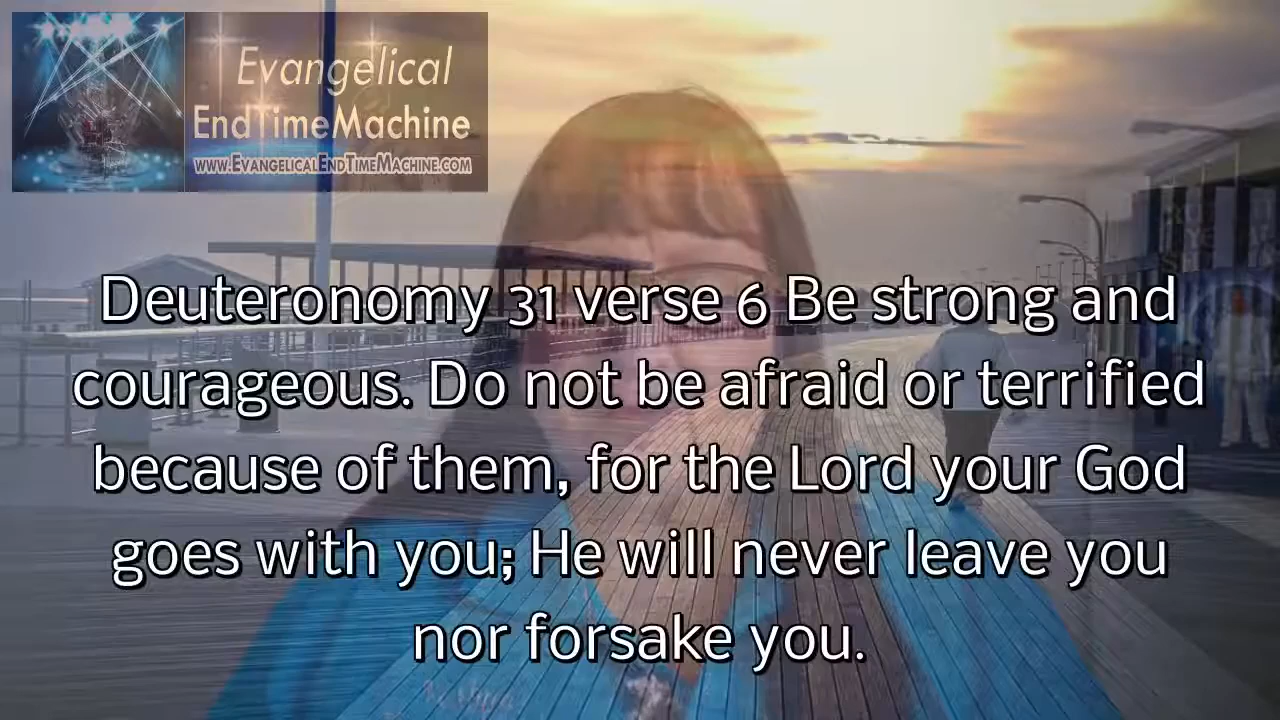 Evangelical
EndTimeMachine
www.EvangelicalEndTimeMachine.com
Deuteronomy 31 verse 6 Be strong and
courageous. Do not be afraid or terrified
because of them, for the Lord your God
goes with you; He will never leave you
nor forsake you.